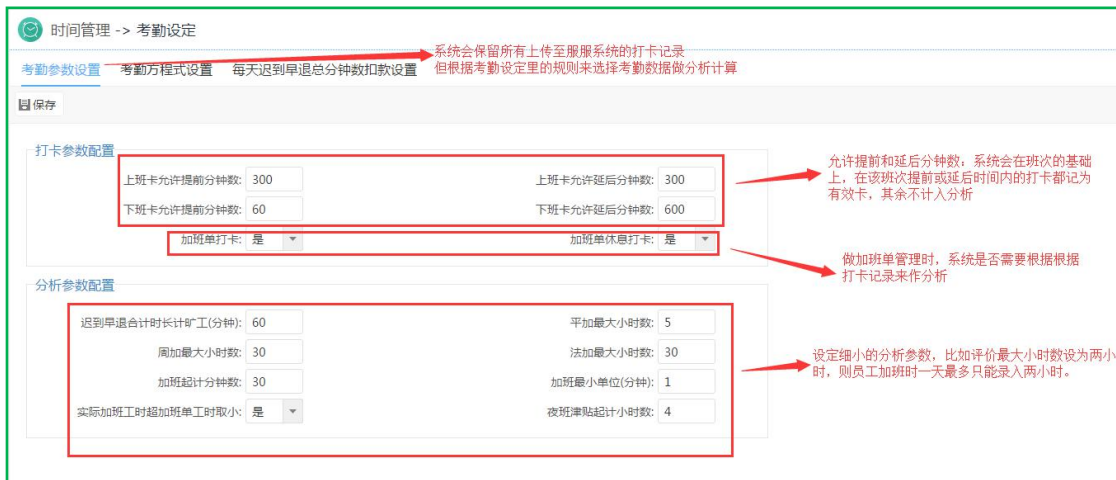 时间管理 -> 考勤设定
系统会保留所有上传至服服系统的打卡记录
但根据考勤设定里的规则来选择考勤数据做分析计算
考勤参数设置 考勤方程式设置 每天迟到早退总分钟数扣款设置
保存
打卡参数配置
上班卡允许提前分钟数: 300 上班卡允许延后分钟数: 300
下班卡允许提前分钟数: 60 下班卡允许延后分钟数: 600
加班单打卡: 是 加班单休息打卡: 是
允许提前和延后分钟数：系统会在班次的基础
上，在该班次提前或延后时间内的打卡都记为
有效卡，其余不计入分析
做加班单管理时，系统是否需要根据根据
打卡记录来作分析
分析参数配置
迟到早退合计时长计旷工(分钟): 60 平加最大小时数: 5
周加最大小时数: 30 法加最大小时数: 30
加班起计分钟数: 30 加班最小单位(分钟): 1
实际加班工时超加班单工时取小: 是 夜班津贴起计小时数: 4
设定细小的分析参数，比如评价最大小时数设为两小
时，则员工加班时一天最多只能录入两小时。